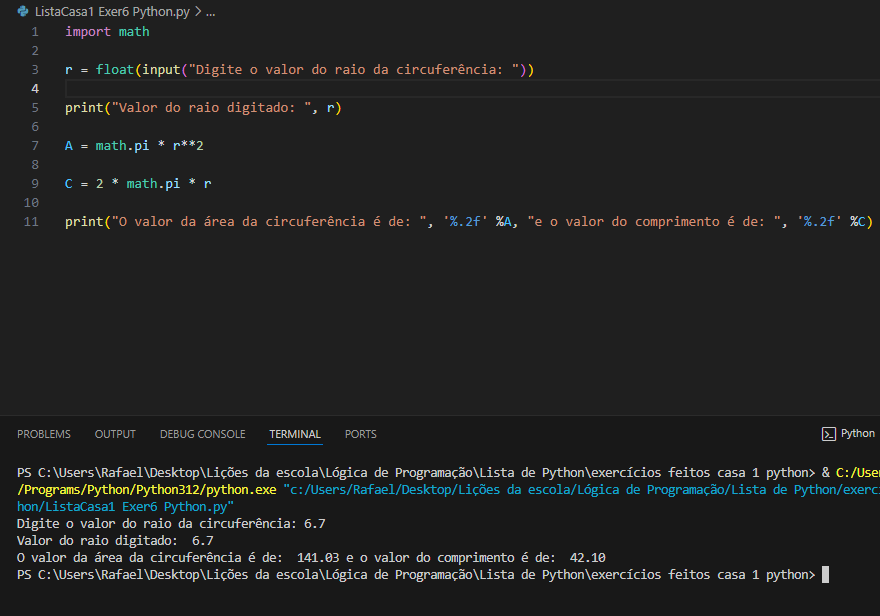 ListaCasa1 Exer6 Python.py > ...
1 import math
2
3 r = float(input("Digite o valor do raio da circuferência: "))
4
5 print("Valor do raio digitado: ", r)
6
7 A = math.pi * r**2
8
9 C = 2 * math.pi * r
10
11 print("O valor da área da circuferência é de: ", '%.2f' %A, "e o valor do comprimento é de: ", '%.2f' %C)
PROBLEMS OUTPUT DEBUG CONSOLE TERMINAL PORTS Python
PS C:\Users\Rafael\Desktop\Lições da escola\Lógica de Programação\Lista de Python\exercícios feitos casa 1 python> & C:/Use
/Programs/Python/Python312/python.exe "c:/Users/Rafael/Desktop/Lições da escola/Lógica de Programação/Lista de Python/exerci
hon/ListaCasa1 Exer6 Python.py"
Digite o valor do raio da circuferência: 6.7
Valor do raio digitado:  6.7
O valor da área da circuferência é de:  141.03 e o valor do comprimento é de:  42.10
PS C:\Users\Rafael\Desktop\Lições da escola\Lógica de Programação\Lista de Python\exercícios feitos casa 1 python>